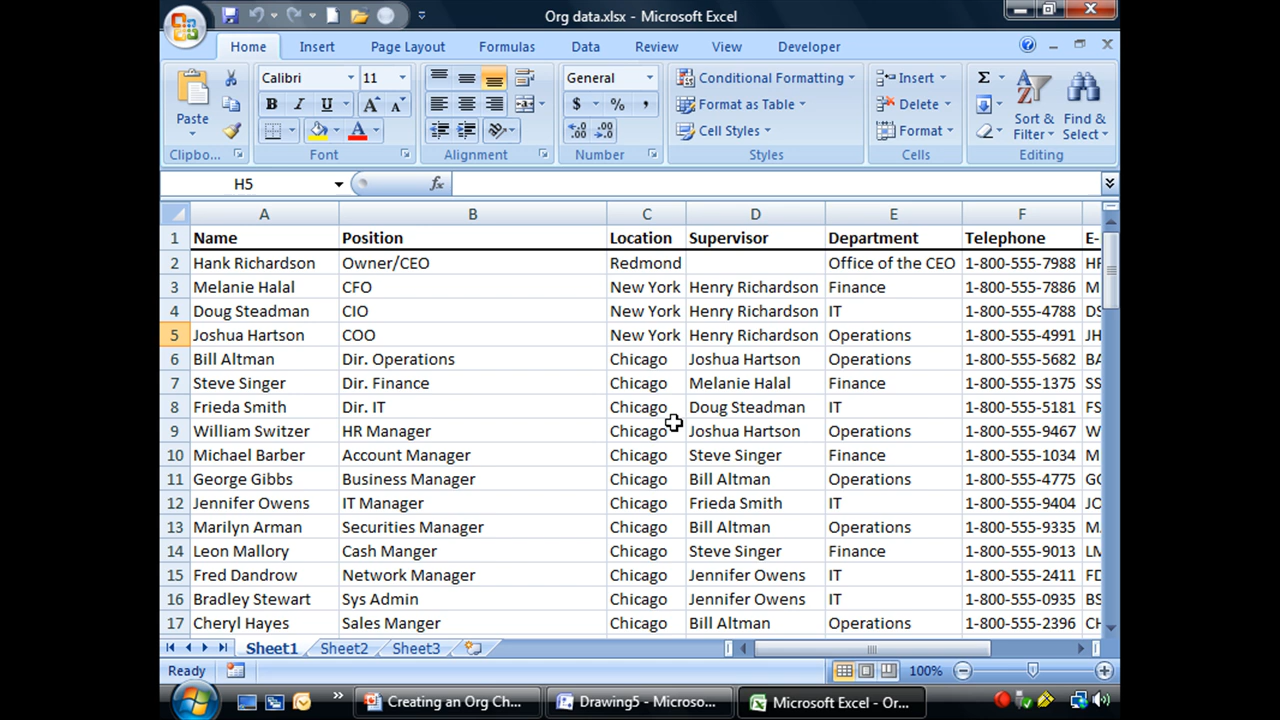 Org data.xlsx - Microsoft Excel
Home Insert Page Layout Formulas Data Review View Developer
Calibri 11 General Conditional Formatting Insert Σ
Paste B I U A A $ % , Format as Table Delete Sort & Filter Find & Select
A Cell Styles Format
Clipbo... Font Alignment Number Styles Cells Editing
H5 fx
A B C D E F
1 Name Position Location Supervisor Department Telephone E-
2 Hank Richardson Owner/CEO Redmond Office of the CEO 1-800-555-7988 HR
3 Melanie Halal CFO New York Henry Richardson Finance 1-800-555-7886 M
4 Doug Steadman CIO New York Henry Richardson IT 1-800-555-4788 DS
5 Joshua Hartson COO New York Henry Richardson Operations 1-800-555-4991 JH
6 Bill Altman Dir. Operations Chicago Joshua Hartson Operations 1-800-555-5682 BA
7 Steve Singer Dir. Finance Chicago Melanie Halal Finance 1-800-555-1375 SS
8 Frieda Smith Dir. IT Chicago Doug Steadman IT 1-800-555-5181 FS
9 William Switzer HR Manager Chicago Joshua Hartson Operations 1-800-555-9467 W
10 Michael Barber Account Manager Chicago Steve Singer Finance 1-800-555-1034 M
11 George Gibbs Business Manager Chicago Bill Altman Operations 1-800-555-4775 GG
12 Jennifer Owens IT Manager Chicago Frieda Smith IT 1-800-555-9404 JO
13 Marilyn Arman Securities Manager Chicago Bill Altman Operations 1-800-555-9335 M
14 Leon Mallory Cash Manger Chicago Steve Singer Finance 1-800-555-9013 LM
15 Fred Dandrow Network Manager Chicago Jennifer Owens IT 1-800-555-2411 FD
16 Bradley Stewart Sys Admin Chicago Jennifer Owens IT 1-800-555-0935 BS
17 Cheryl Hayes Sales Manger Chicago Bill Altman Operations 1-800-555-2396 CH
Sheet1 Sheet2 Sheet3
Ready 100%
Creating an Org Ch... Drawing5 - Microso... Microsoft Excel - Or...